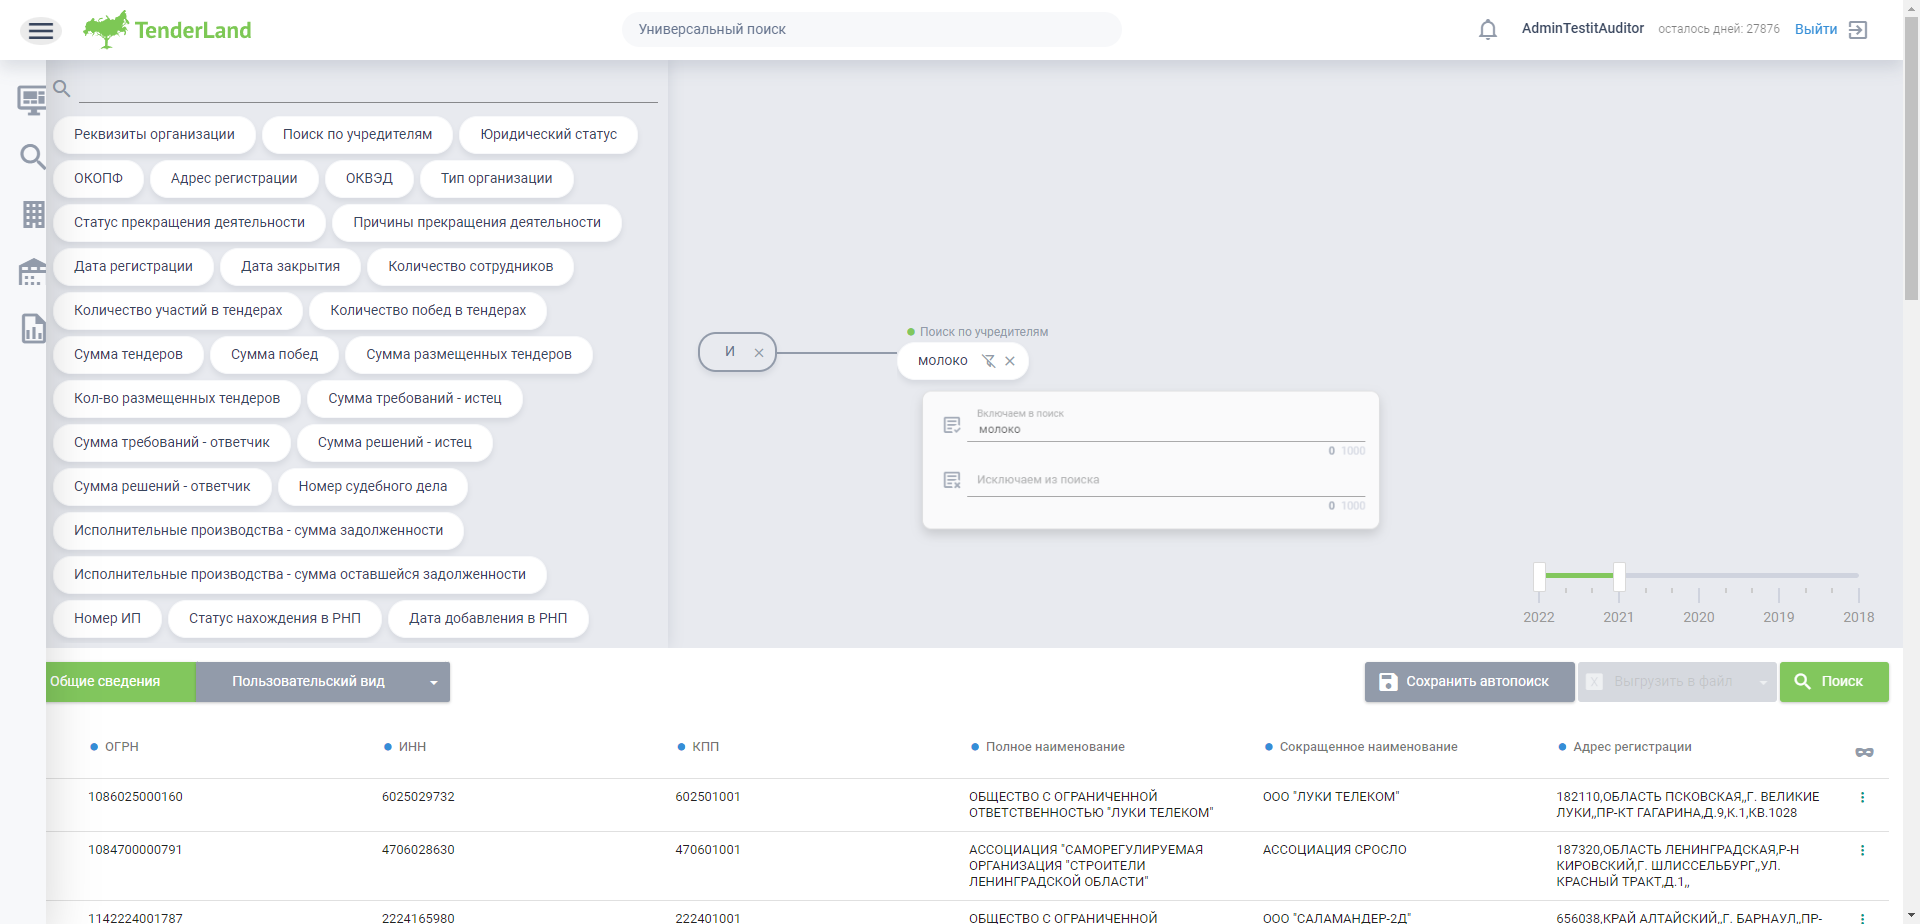 TenderLand
Универсальный поиск
AdminTestitAuditor
осталось дней: 27876
Выйти
Реквизиты организации
Поиск по учредителям
Юридический статус
ОКОПФ
Адрес регистрации
ОКВЭД
Тип организации
Статус прекращения деятельности
Причины прекращения деятельности
Дата регистрации
Дата закрытия
Количество сотрудников
Количество участий в тендерах
Количество побед в тендерах
Сумма тендеров
Сумма побед
Сумма размещенных тендеров
Кол-во размещенных тендеров
Сумма требований - истец
Сумма требований - ответчик
Сумма решений - истец
Сумма решений - ответчик
Номер судебного дела
Исполнительные производства - сумма задолженности
Исполнительные производства - сумма оставшейся задолженности
Номер ИП
Статус нахождения в РНП
Дата добавления в РНП
И
Поиск по учредителям
молоко
Включаем в поиск
молоко
0 1000
Исключаем из поиска
0 1000
2022
2021
2020
2019
2018
Общие сведения
Пользовательский вид
Сохранить автопоиск
Выгрузить в файл
Поиск
ОГРН
ИНН
КПП
Полное наименование
Сокращенное наименование
Адрес регистрации
1086025000160
6025029732
602501001
ОБЩЕСТВО С ОГРАНИЧЕННОЙ
ОТВЕТСТВЕННОСТЬЮ "ЛУКИ ТЕЛЕКОМ"
ООО "ЛУКИ ТЕЛЕКОМ"
182110,ОБЛАСТЬ ПСКОВСКАЯ,,Г. ВЕЛИКИЕ
ЛУКИ,,ПР-КТ ГАГАРИНА,Д.9,К.1,КВ.1028
1084700000791
4706028630
470601001
АССОЦИАЦИЯ "САМОРЕГУЛИРУЕМАЯ
ОРГАНИЗАЦИЯ "СТРОИТЕЛИ
ЛЕНИНГРАДСКОЙ ОБЛАСТИ"
АССОЦИАЦИЯ СРОСЛО
187320,ОБЛАСТЬ ЛЕНИНГРАДСКАЯ,Р-Н
КИРОВСКИЙ,Г. ШЛИССЕЛЬБУРГ,,УЛ.
КРАСНЫЙ ТРАКТ,Д.1,,
1142224001787
2224165980
222401001
ОБЩЕСТВО С ОГРАНИЧЕННОЙ
ООО "САЛАМАНДЕР-2Д"
656038,КРАЙ АЛТАЙСКИЙ,,Г. БАРНАУЛ,,ПР-